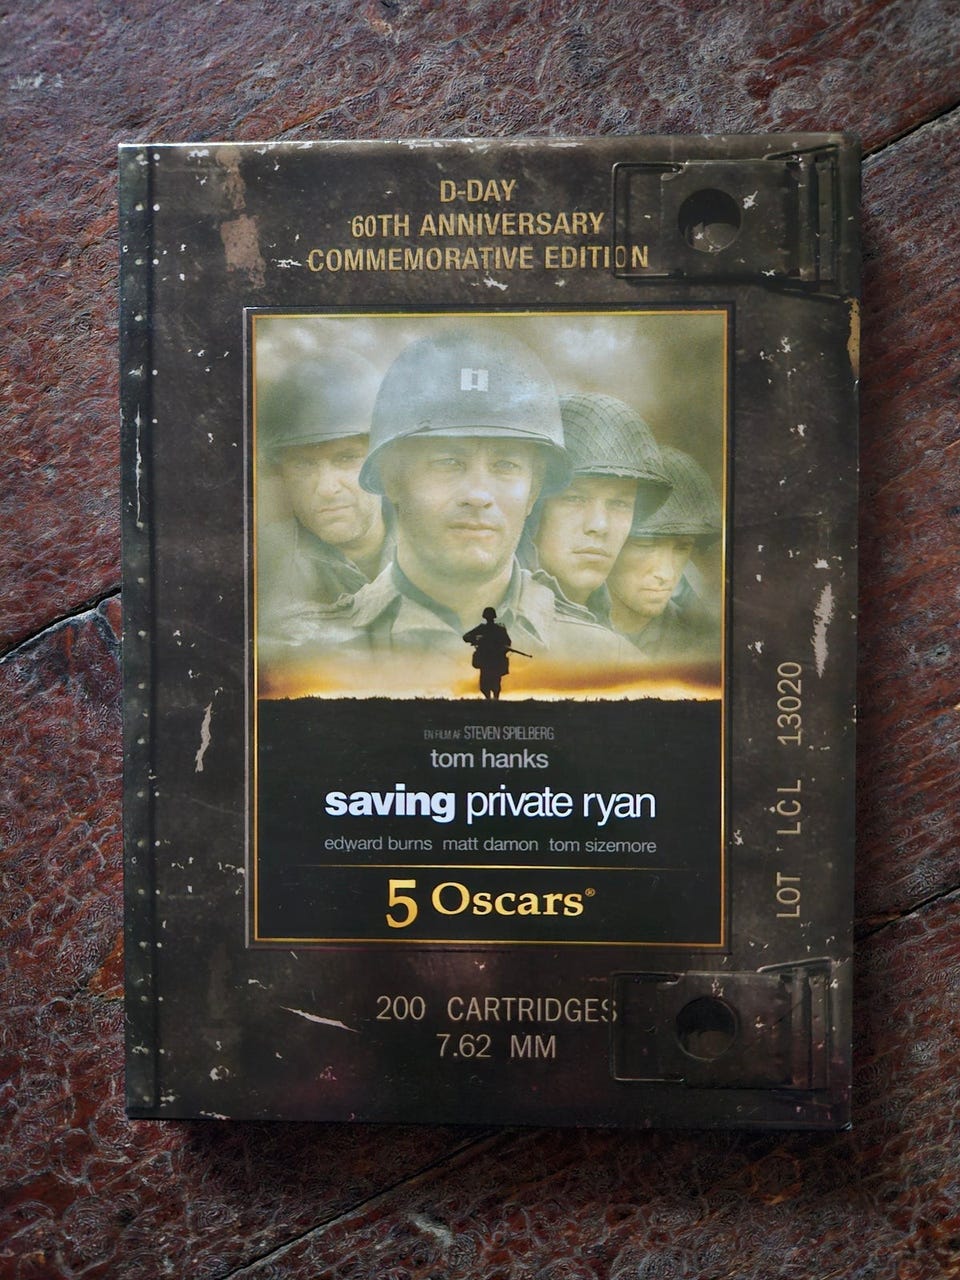 D-DAY
60TH ANNIVERSARY
COMMEMORATIVE EDITION
EN FILM AF STEVEN SPIELBERG
tom hanks
saving private ryan
edward burns matt damon tom sizemore
5 Oscars®
LOT LCL 13020
200 CARTRIDGES
7.62 MM